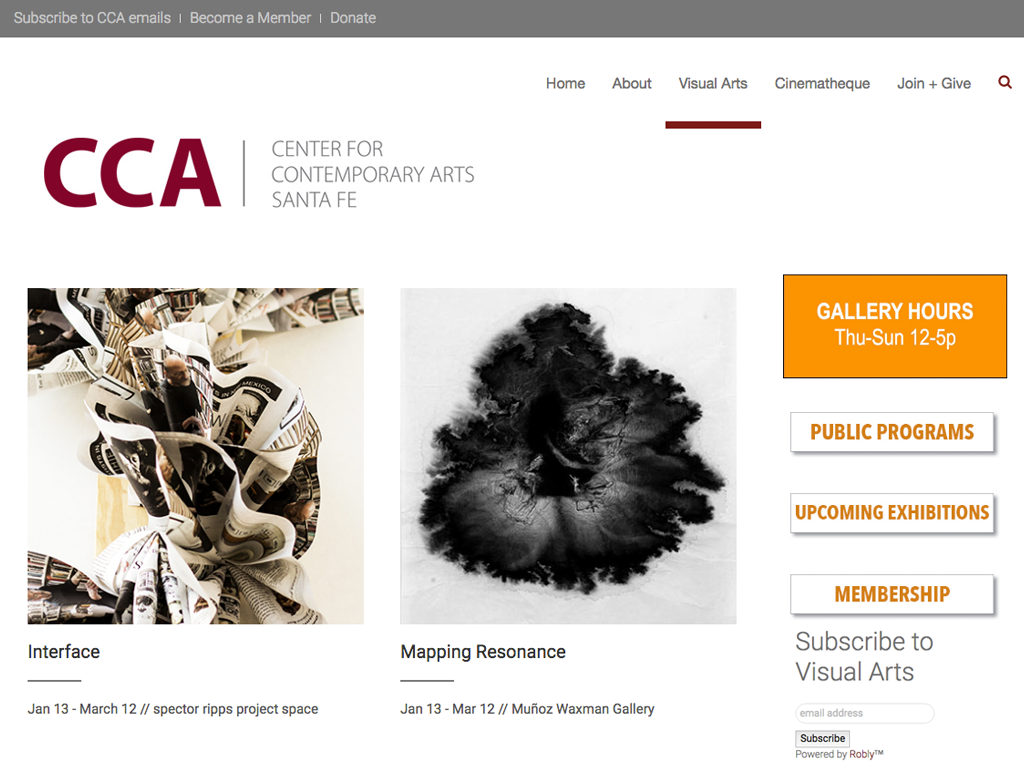 Subscribe to CCA emails | Become a Member | Donate
Home About Visual Arts Cinematheque Join + Give
CCA
CENTER FOR
CONTEMPORARY ARTS
SANTA FE
Interface
Jan 13 - March 12 // spector ripps project space
Mapping Resonance
Jan 13 - Mar 12 // Muñoz Waxman Gallery
GALLERY HOURS
Thu-Sun 12-5p
PUBLIC PROGRAMS
UPCOMING EXHIBITIONS
MEMBERSHIP
Subscribe to
Visual Arts
email address
Subscribe
Powered by Robly™